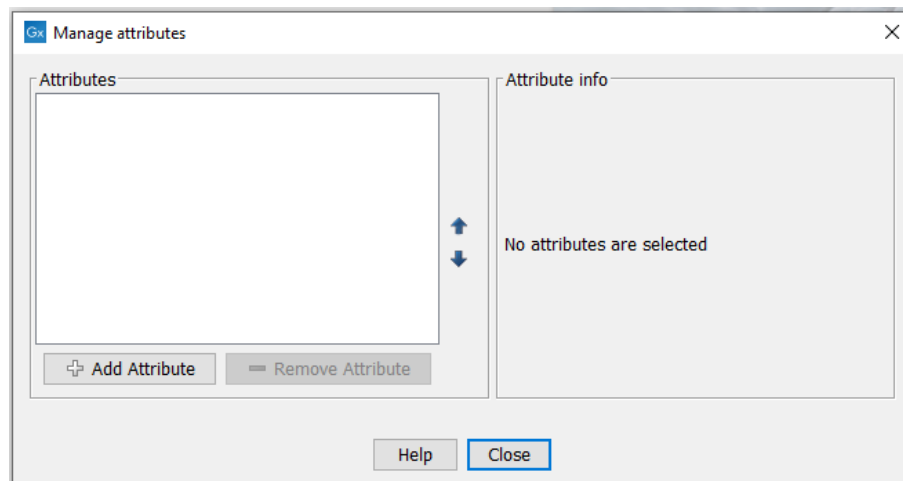 Gx Manage attributes
Attributes
Attribute info
No attributes are selected
Add Attribute
Remove Attribute
Help
Close